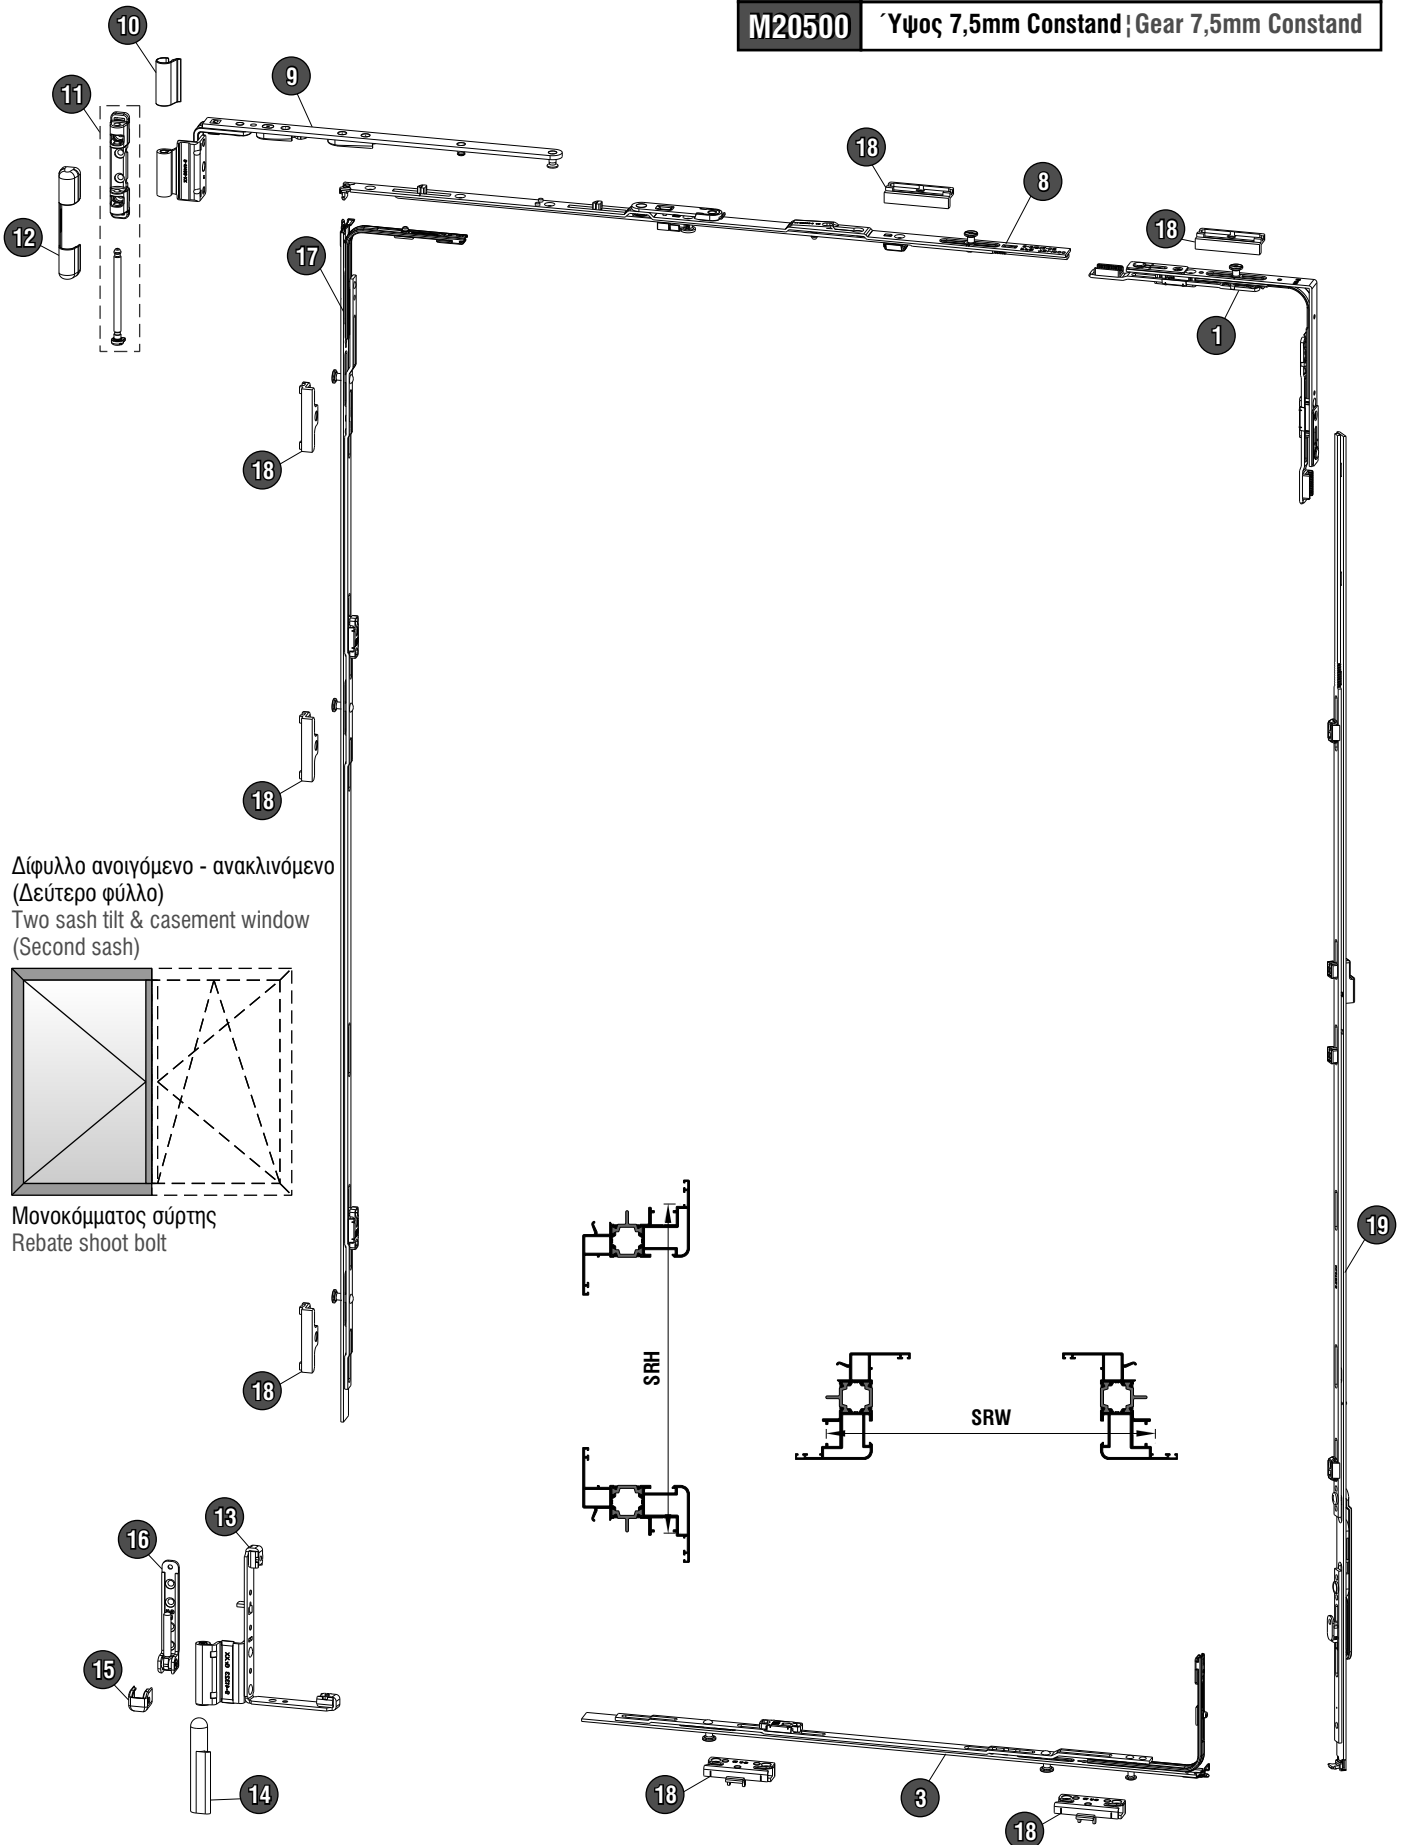 M20500 Ύψος 7,5mm Constand ¦ Gear 7,5mm Constand
10
9
11
18
8
12
18
17
1
18
18
Δίφυλλο ανοιγόμενο - ανακλινόμενο
(Δεύτερο φύλλο)
Two sash tilt & casement window
(Second sash)
Μονοκόμματος σύρτης
Rebate shoot bolt
19
SRH
18
SRW
13
16
15
14
18
3
18